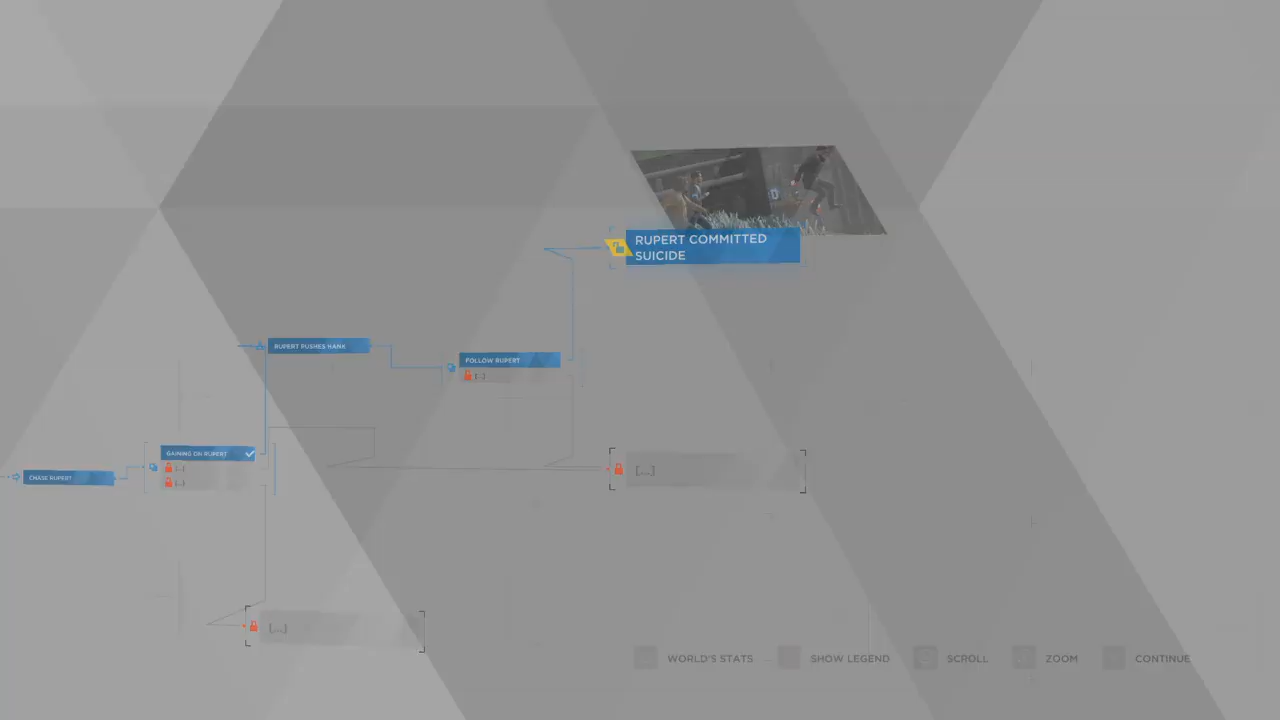 RUPERT COMMITTED
SUICIDE
RUPERT PUSHES HANK
FOLLOW RUPERT
[...]
GAINING ON RUPERT
[...]
[...]
CHASE RUPERT
[...]
[...]
WORLD'S STATS
SHOW LEGEND
SCROLL
ZOOM
CONTINUE